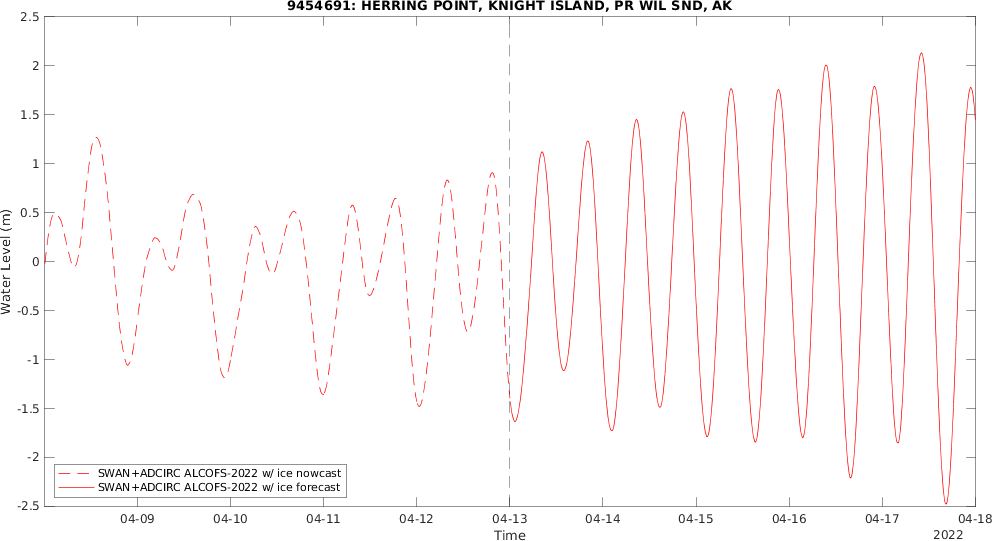 9454691: HERRING POINT, KNIGHT ISLAND, PR WIL SND, AK
2.5
2
1.5
1
0.5
0
-0.5
-1
-1.5
-2
-2.5
Water Level (m)
SWAN+ADCIRC ALCOFS-2022 w/ ice nowcast
SWAN+ADCIRC ALCOFS-2022 w/ ice forecast
04-09 04-10 04-11 04-12 04-13 04-14 04-15 04-16 04-17 04-18
Time
2022